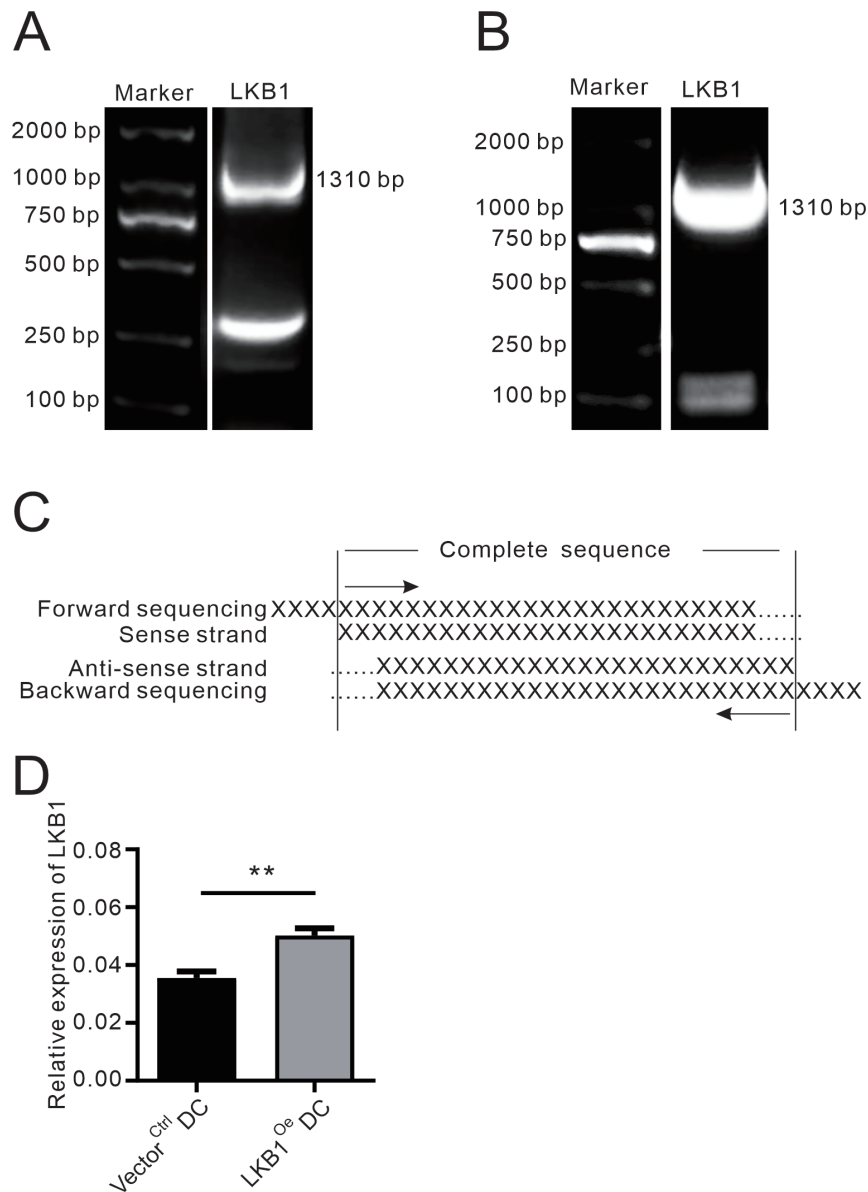 A
Marker
LKB1
2000 bp
1000 bp
750 bp
500 bp
250 bp
100 bp
1310 bp
B
Marker
LKB1
2000 bp
1000 bp
750 bp
500 bp
250 bp
100 bp
1310 bp
C
Complete sequence
Forward sequencing XXXXXXXXXXXXXXXXXXXXXXXXXXXXXX......
Sense strand XXXXXXXXXXXXXXXXXXXXXXXXXX......
Anti-sense strand ......XXXXXXXXXXXXXXXXXXXXXXXXXX
Backward sequencing ......XXXXXXXXXXXXXXXXXXXXXXXXXXXXXX
D
Relative expression of LKB1
0.08
0.06
0.04
0.02
0.00
**
Vector Ctrl DC
LKB1 Oe DC